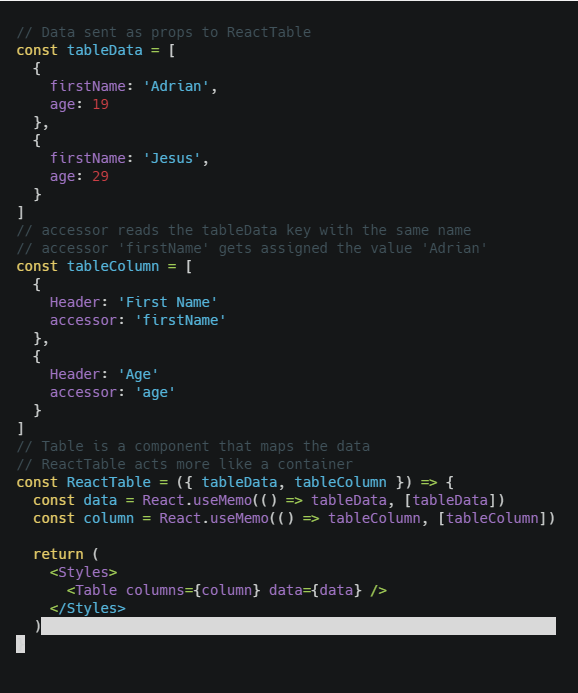 // Data sent as props to ReactTable
const tableData = [
  {
    firstName: 'Adrian',
    age: 19
  },
  {
    firstName: 'Jesus',
    age: 29
  }
]
// accessor reads the tableData key with the same name
// accessor 'firstName' gets assigned the value 'Adrian'
const tableColumn = [
  {
    Header: 'First Name'
    accessor: 'firstName'
  },
  {
    Header: 'Age'
    accessor: 'age'
  }
]
// Table is a component that maps the data
// ReactTable acts more like a container
const ReactTable = ({ tableData, tableColumn }) => {
  const data = React.useMemo(() => tableData, [tableData])
  const column = React.useMemo(() => tableColumn, [tableColumn])

  return (
    <Styles>
      <Table columns={column} data={data} />
    </Styles>
  )